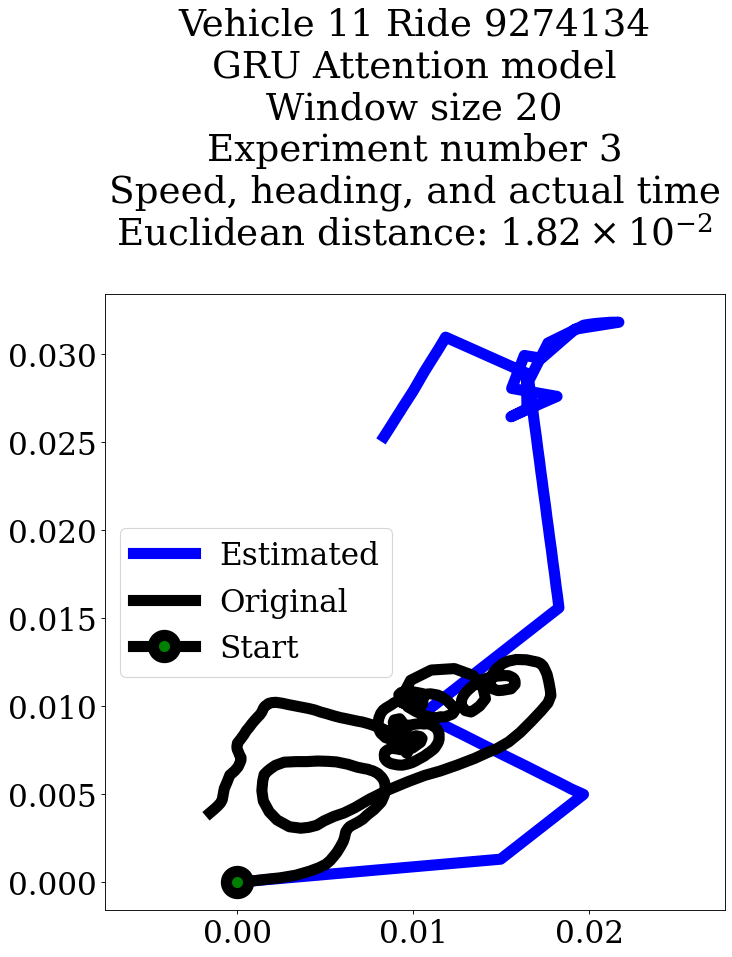 Vehicle 11 Ride 9274134
GRU Attention model
Window size 20
Experiment number 3
Speed, heading, and actual time
Euclidean distance: 1.82 × 10⁻²
0.030
0.025
0.020
0.015
0.010
0.005
0.000
Estimated
Original
Start
0.00 0.01 0.02